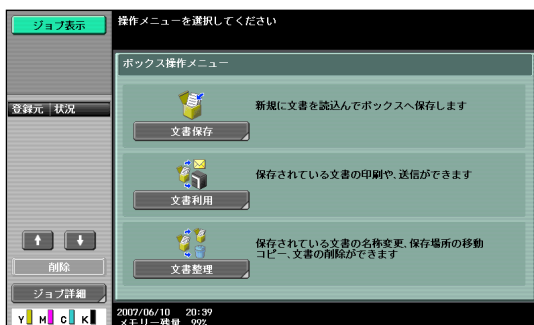 ジョブ表示
操作メニューを選択してください
ボックス操作メニュー
登録元 状況
新規に文書を読込んでボックスへ保存します
文書保存
保存されている文書の印刷や、送信ができます
文書利用
保存されている文書の名称変更、保存場所の移動
コピー、文書の削除ができます
文書整理
削除
ジョブ詳細
Y M C K
2007/06/10 20:39
メモリー残量 99%